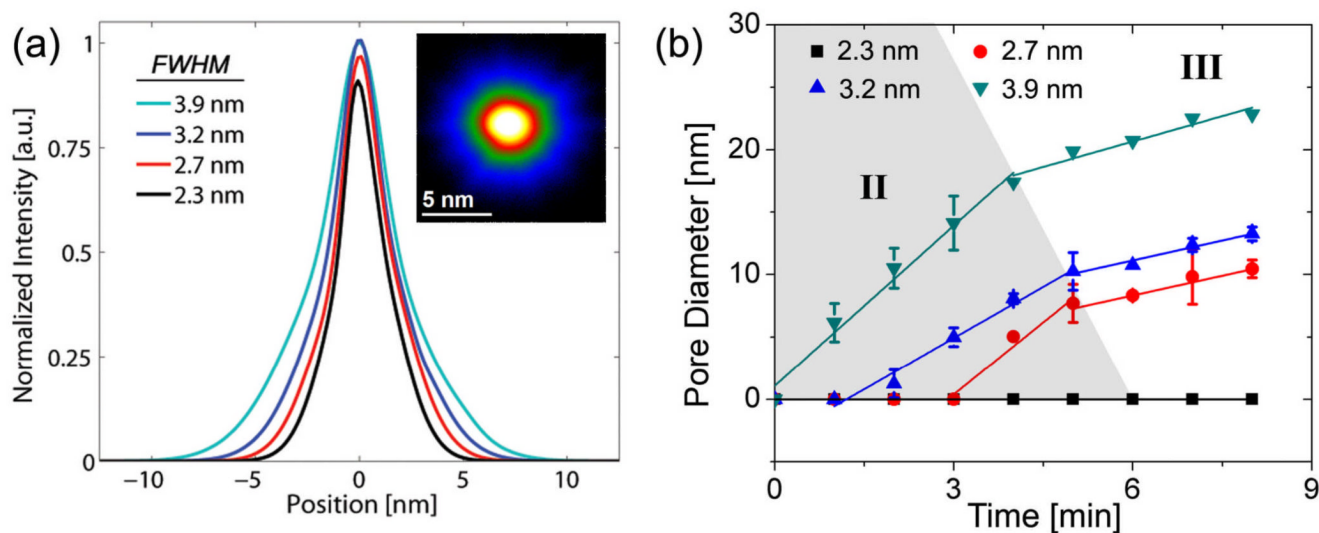 (a)
1
0.75
0.5
0.25
0
Normalized Intensity [a.u.]
FWHM
3.9 nm
3.2 nm
2.7 nm
2.3 nm
5 nm
−10 −5 0 5 10
Position [nm]
(b)
30
20
10
0
Pore Diameter [nm]
2.3 nm 2.7 nm
3.2 nm 3.9 nm
II
III
0 3 6 9
Time [min]